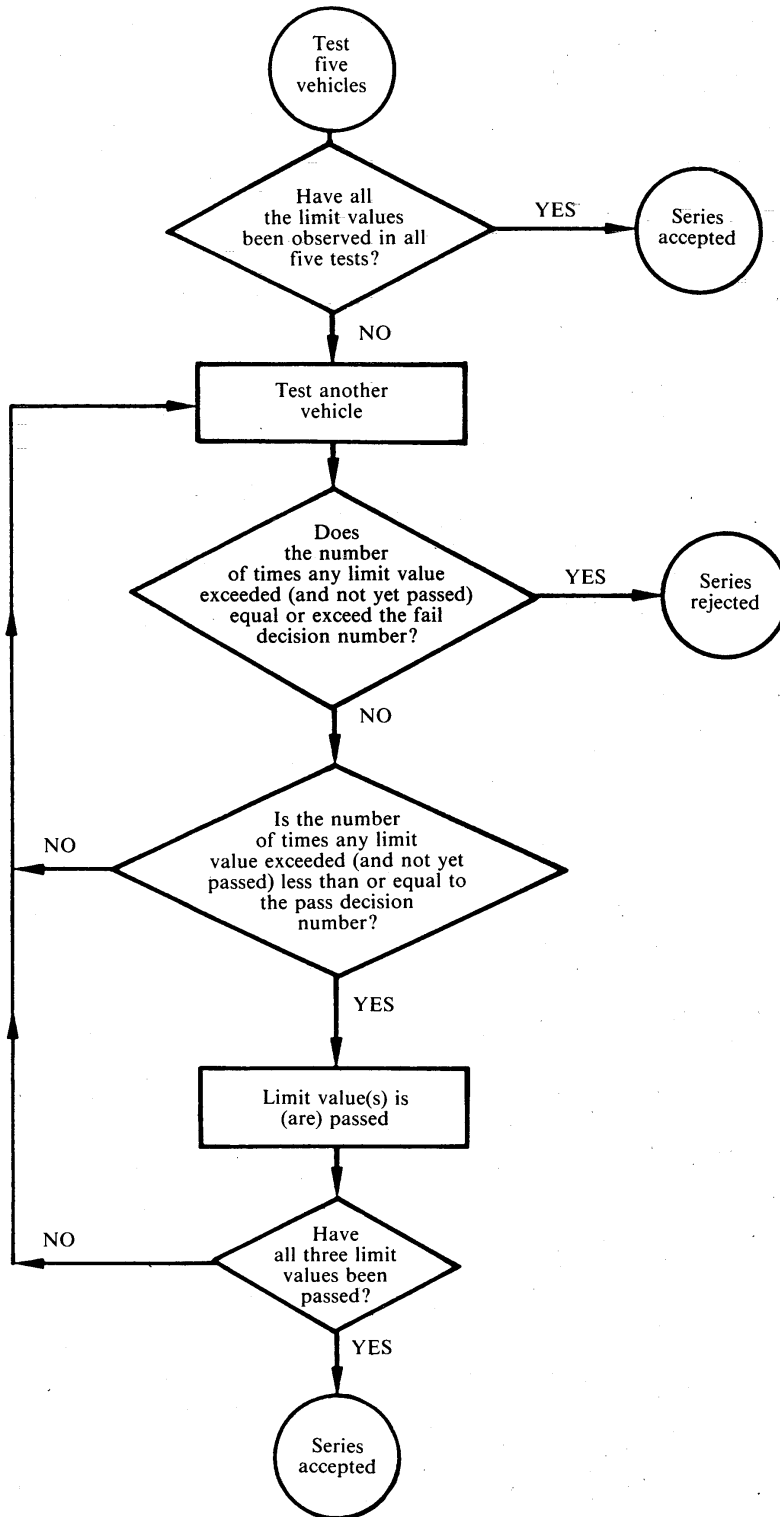 Test
five
vehicles
Have all
the limit values
been observed in all
five tests?
YES
Series
accepted
NO
Test another
vehicle
Does
the number
of times any limit value
exceeded (and not yet passed)
equal or exceed the fail
decision number?
YES
Series
rejected
NO
Is the number
of times any limit
value exceeded (and not yet
passed) less than or equal to
the pass decision
number?
NO
YES
Limit value(s) is
(are) passed
Have
all three limit
values been
passed?
NO
YES
Series
accepted